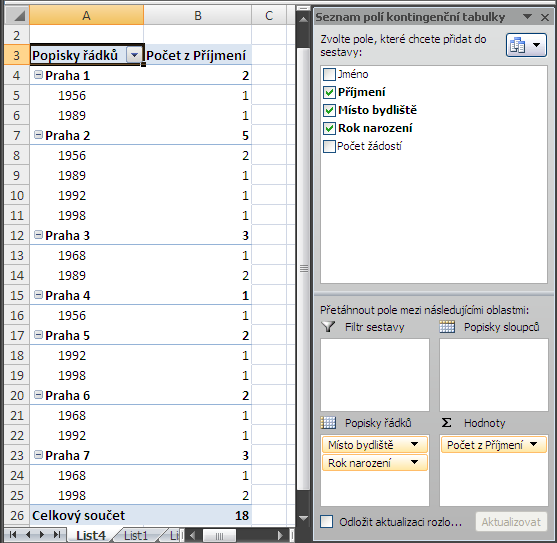 A B C
Seznam polí kontingenční tabulky
2
3 Popisky řádků Počet z Příjmení
4 Praha 1 2
5 1956 1
6 1989 1
7 Praha 2 5
8 1956 2
9 1989 1
10 1992 1
11 1998 1
12 Praha 3 3
13 1968 1
14 1989 2
15 Praha 4 1
16 1956 1
17 Praha 5 2
18 1992 1
19 1998 1
20 Praha 6 2
21 1968 1
22 1992 1
23 Praha 7 3
24 1968 1
25 1998 2
26 Celkový součet 18
List4 List1 Li
Zvolte pole, které chcete přidat do
sestavy:
Jméno
Příjmení
Místo bydliště
Rok narození
Počet žádostí
Přetáhnout pole mezi následujícími oblastmi:
Filtr sestavy Popisky sloupců
Popisky řádků Σ Hodnoty
Místo bydliště Počet z Příjmení
Rok narození
Odložit aktualizaci rozlo... Aktualizovat